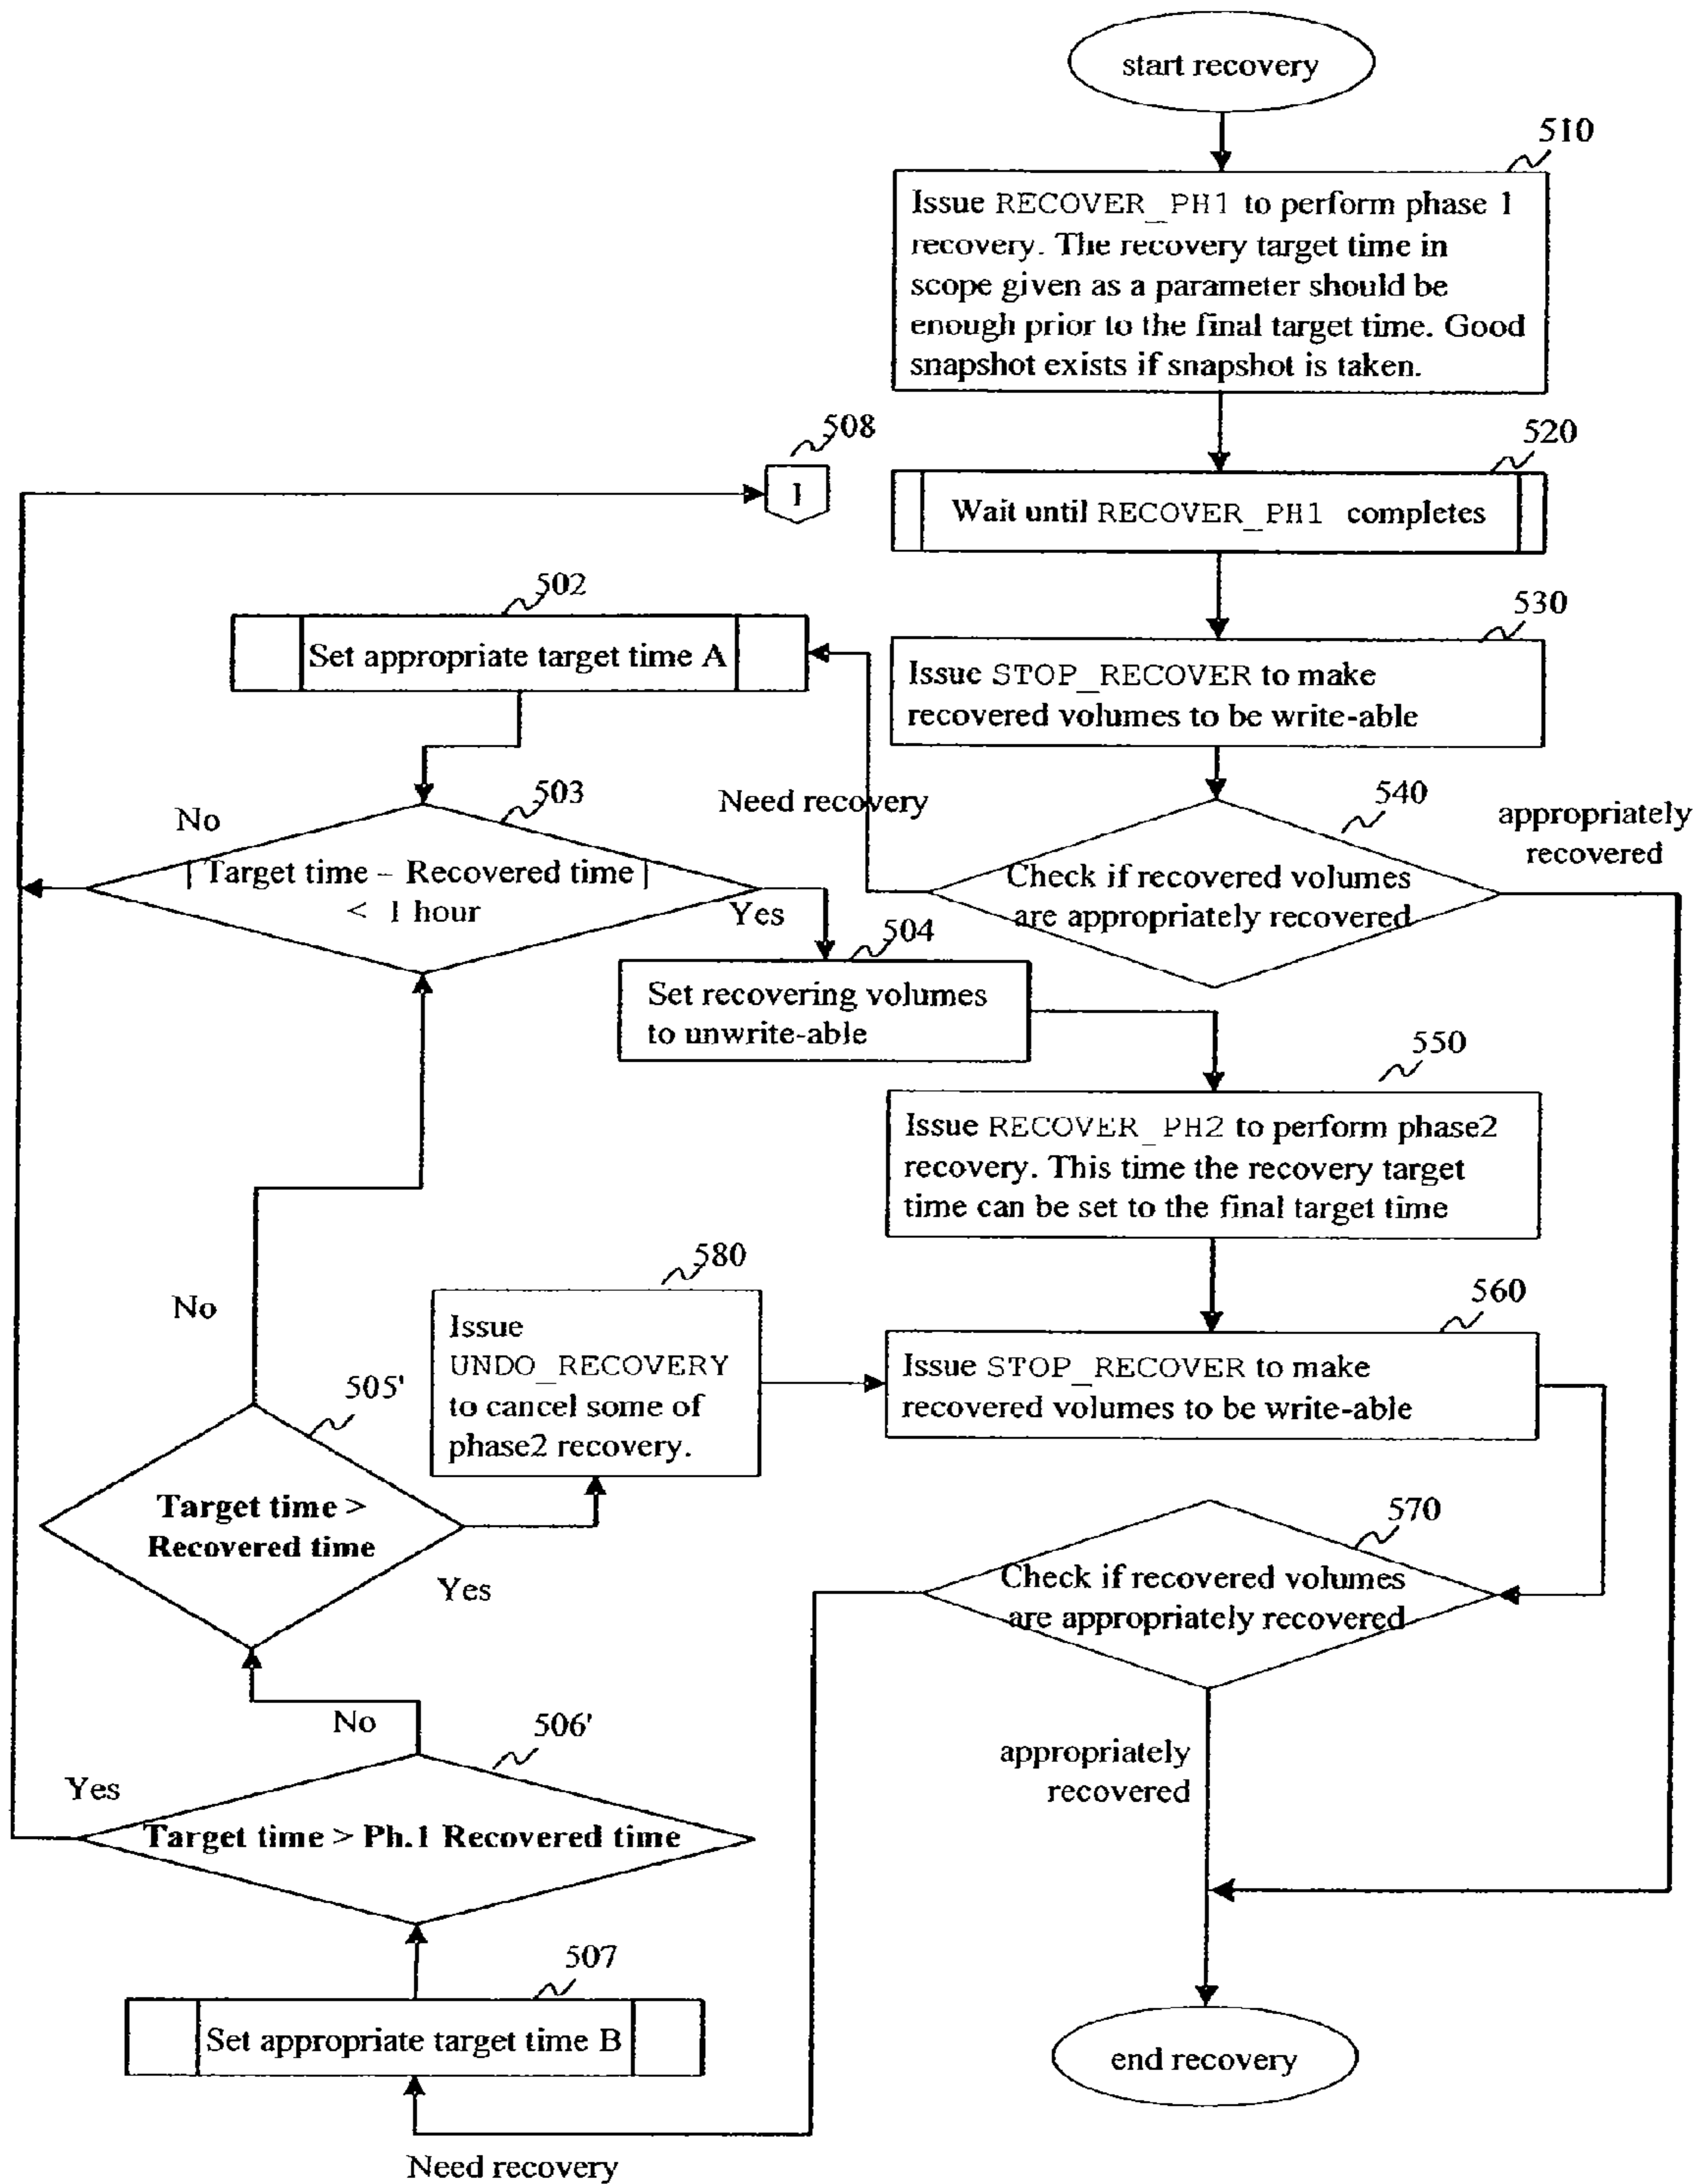 start recovery
510
Issue RECOVER_PH1 to perform phase 1
recovery. The recovery target time in
scope given as a parameter should be
enough prior to the final target time. Good
snapshot exists if snapshot is taken.
508
1
520
Wait until RECOVER_PH1 completes
502
Set appropriate target time A
530
Issue STOP_RECOVER to make
recovered volumes to be write-able
503
No
| Target time – Recovered time |
< 1 hour
Yes
Need recovery
540
appropriately
recovered
Check if recovered volumes
are appropriately recovered
504
Set recovering volumes
to unwrite-able
550
Issue RECOVER_PH2 to perform phase2
recovery. This time the recovery target
time can be set to the final target time
580
No
Issue
UNDO_RECOVERY
to cancel some of
phase2 recovery.
560
Issue STOP_RECOVER to make
recovered volumes to be write-able
505'
Target time >
Recovered time
Yes
570
Check if recovered volumes
are appropriately recovered
No
506'
Yes
Target time > Ph.1 Recovered time
appropriately
recovered
507
Set appropriate target time B
end recovery
Need recovery